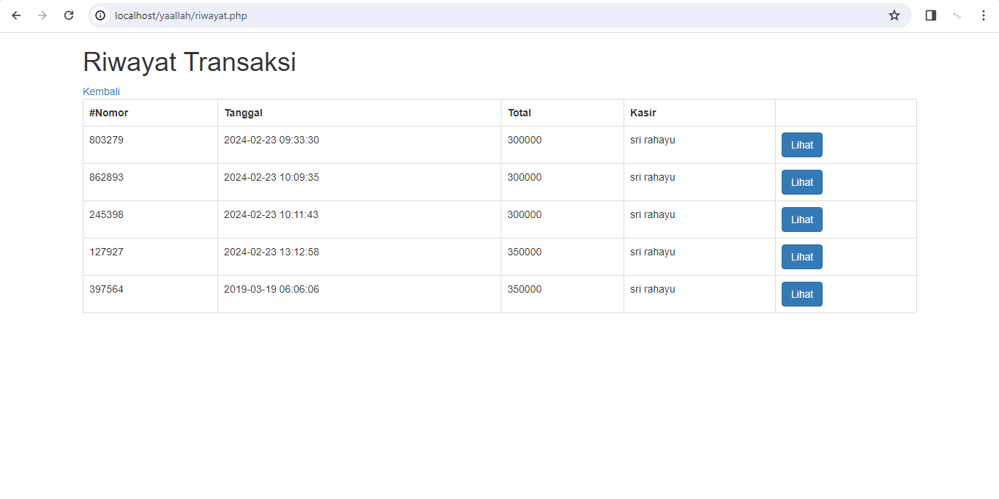 localhost/yaallah/riwayat.php
Riwayat Transaksi
Kembali
#Nomor Tanggal Total Kasir
803279 2024-02-23 09:33:30 300000 sri rahayu Lihat
862893 2024-02-23 10:09:35 300000 sri rahayu Lihat
245398 2024-02-23 10:11:43 300000 sri rahayu Lihat
127927 2024-02-23 13:12:58 350000 sri rahayu Lihat
397564 2019-03-19 06:06:06 350000 sri rahayu Lihat